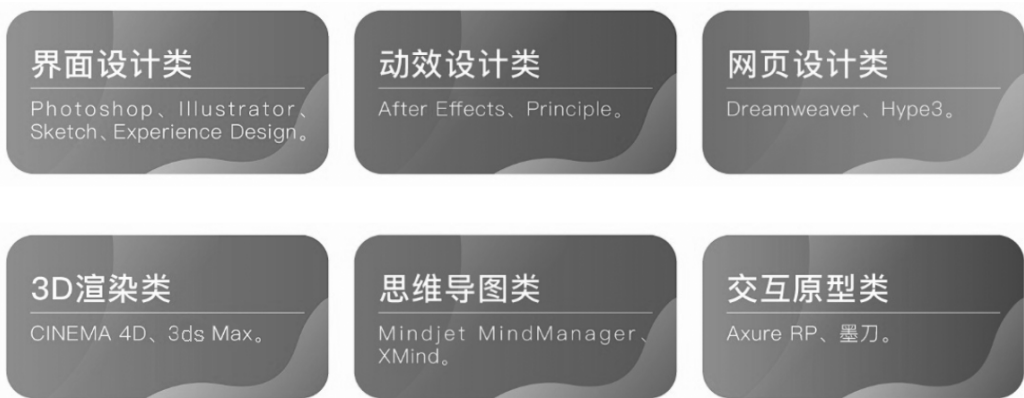 界面设计类
Photoshop、Illustrator、
Sketch、Experience Design。
动效设计类
After Effects、Principle。
网页设计类
Dreamweaver、Hype3。
3D渲染类
CINEMA 4D、3ds Max。
思维导图类
Mindjet MindManager、
XMind。
交互原型类
Axure RP、墨刀。